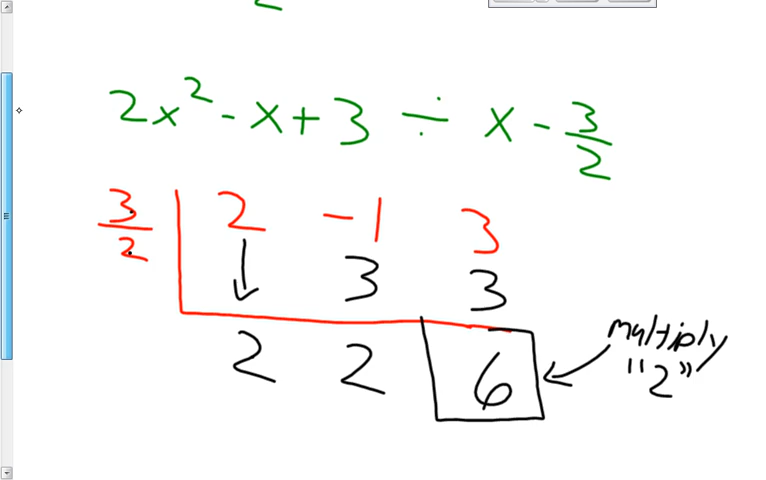 2x² - x + 3 ÷ x - 3/2
3/2 | 2 -1 3
↓ 3 3
2 2 6
multiply
"2"